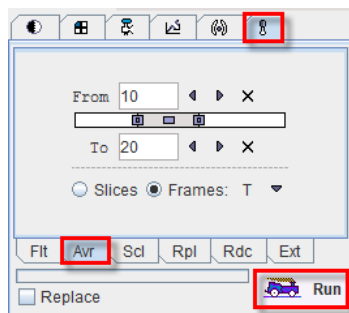 From 10
To 20
Slices Frames: T
Flt Avr Scl Rpl Rdc Ext
Replace Run